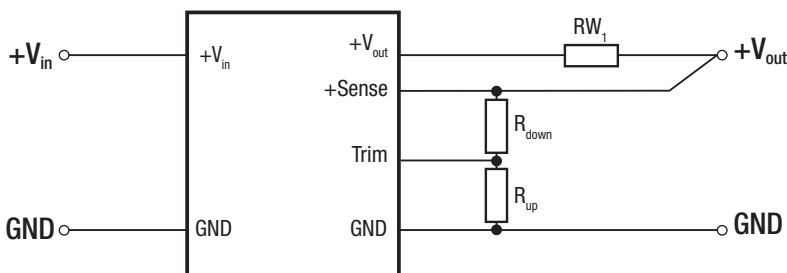 RW1
+Vin
+Vin
+Vout
+Vout
+Sense
Rdown
Trim
Rup
GND
GND
GND
GND